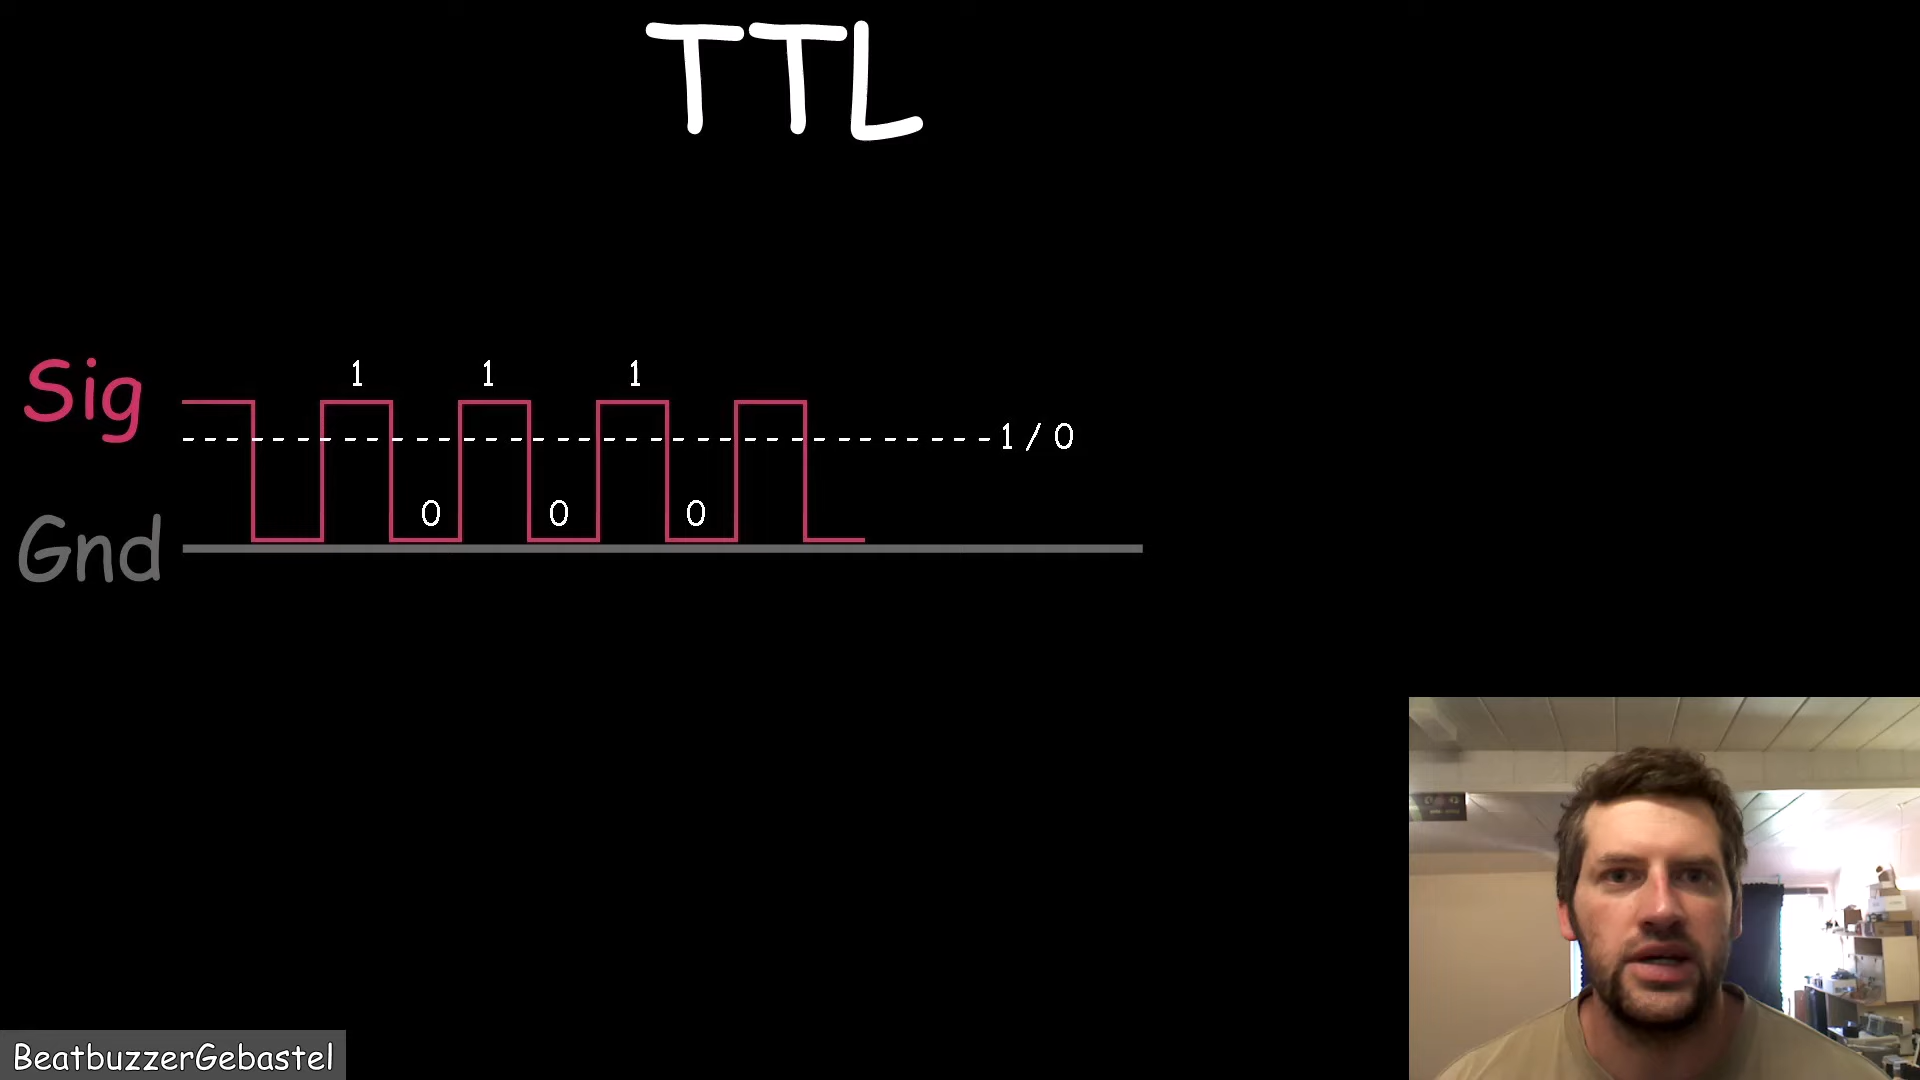 TTL
Sig
1 1 1
1 / 0
0 0 0
Gnd
BeatbuzzerGebastel